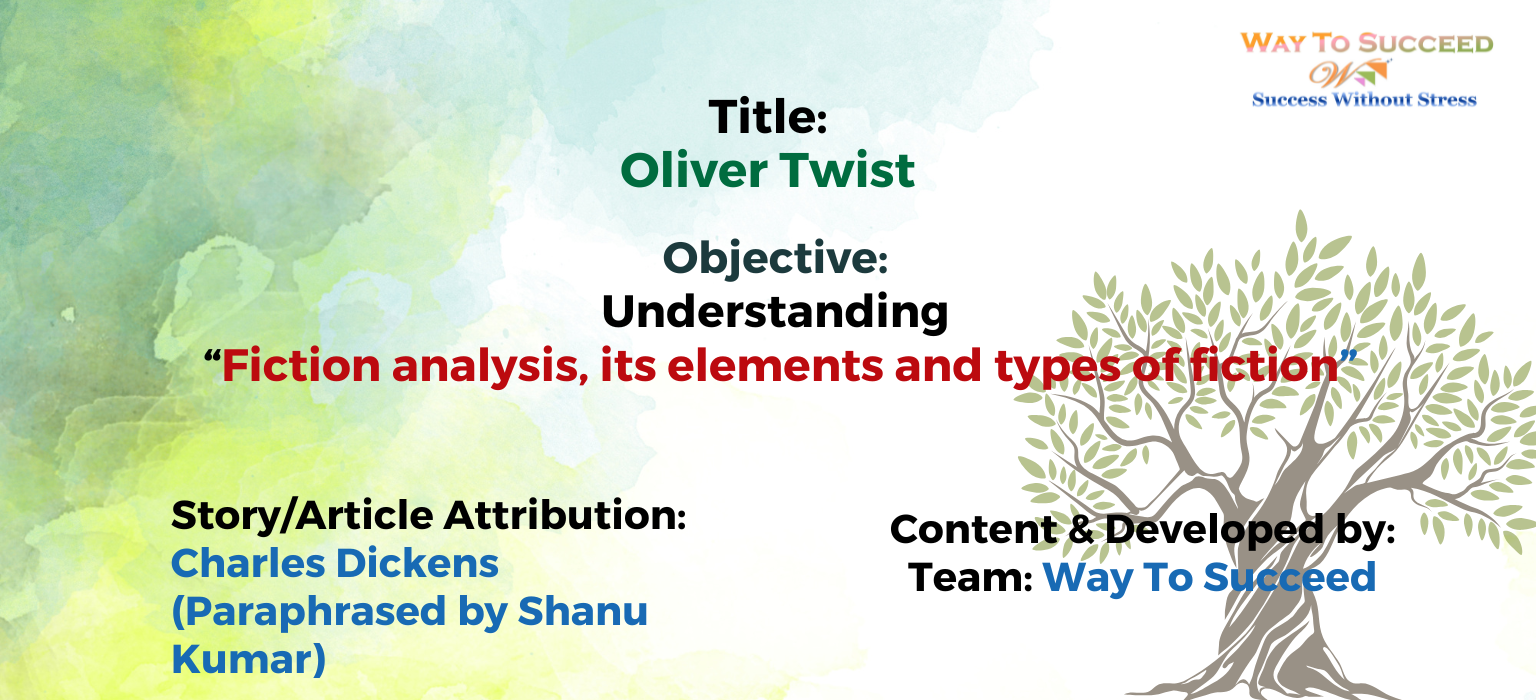 WAY TO SUCCEED
Success Without Stress
Title:
Oliver Twist
Objective:
Understanding
“Fiction analysis, its elements and types of fiction”
Story/Article Attribution:
Charles Dickens
(Paraphrased by Shanu
Kumar)
Content & Developed by:
Team: Way To Succeed